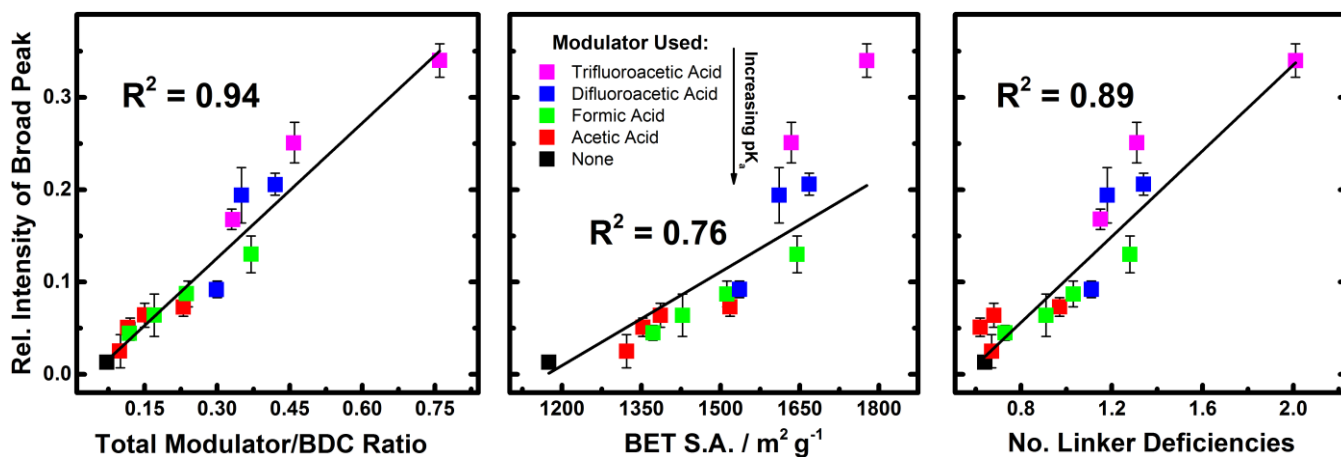 Rel. Intensity of Broad Peak
0.3
0.2
0.1
0.0
R² = 0.94
0.15 0.30 0.45 0.60 0.75
Total Modulator/BDC Ratio
Modulator Used:
Trifluoroacetic Acid
Difluoroacetic Acid
Formic Acid
Acetic Acid
None
Increasing pKₐ
R² = 0.76
1200 1350 1500 1650 1800
BET S.A. / m² g⁻¹
R² = 0.89
0.8 1.2 1.6 2.0
No. Linker Deficiencies